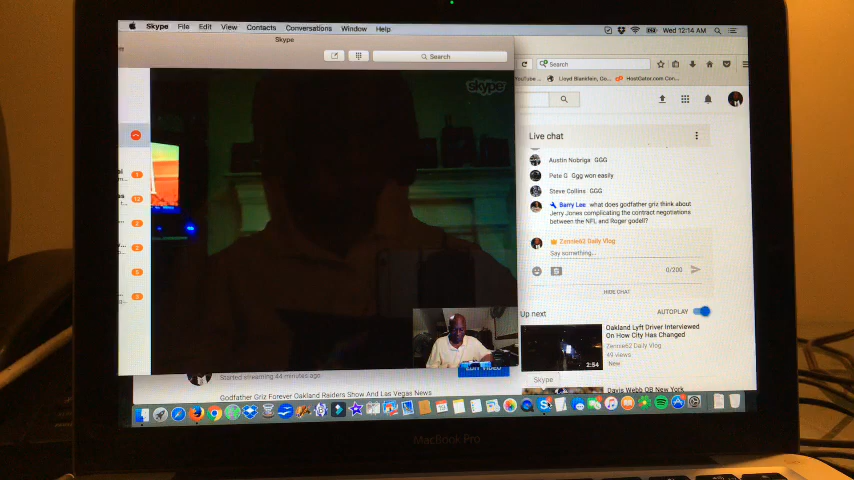 Skype File Edit View Contacts Conversations Window Help Wed 12:14 AM
Skype
Search
Search
YouTube Lloyd Blankfein, Go... HostGator.com Con...
skype
Live chat
Austin Nobriga GGG
Pete G Ggg won easily
Steve Collins GGG
Barry Lee what does godfather griz think about
Jerry Jones complicating the contract negotiations
between the NFL and Roger godell?
Zennie62 Daily Vlog
Say something...
0/200
HIDE CHAT
Up next
AUTOPLAY
Oakland Lyft Driver Interviewed
On How City Has Changed
Zennie62 Daily Vlog
49 views
New
2:54
Skype
Davis Webb QB New York
Started streaming 44 minutes ago
EDIT VIDEO
Godfather Griz Forever Oakland Raiders Show And Las Vegas News
MacBook Pro